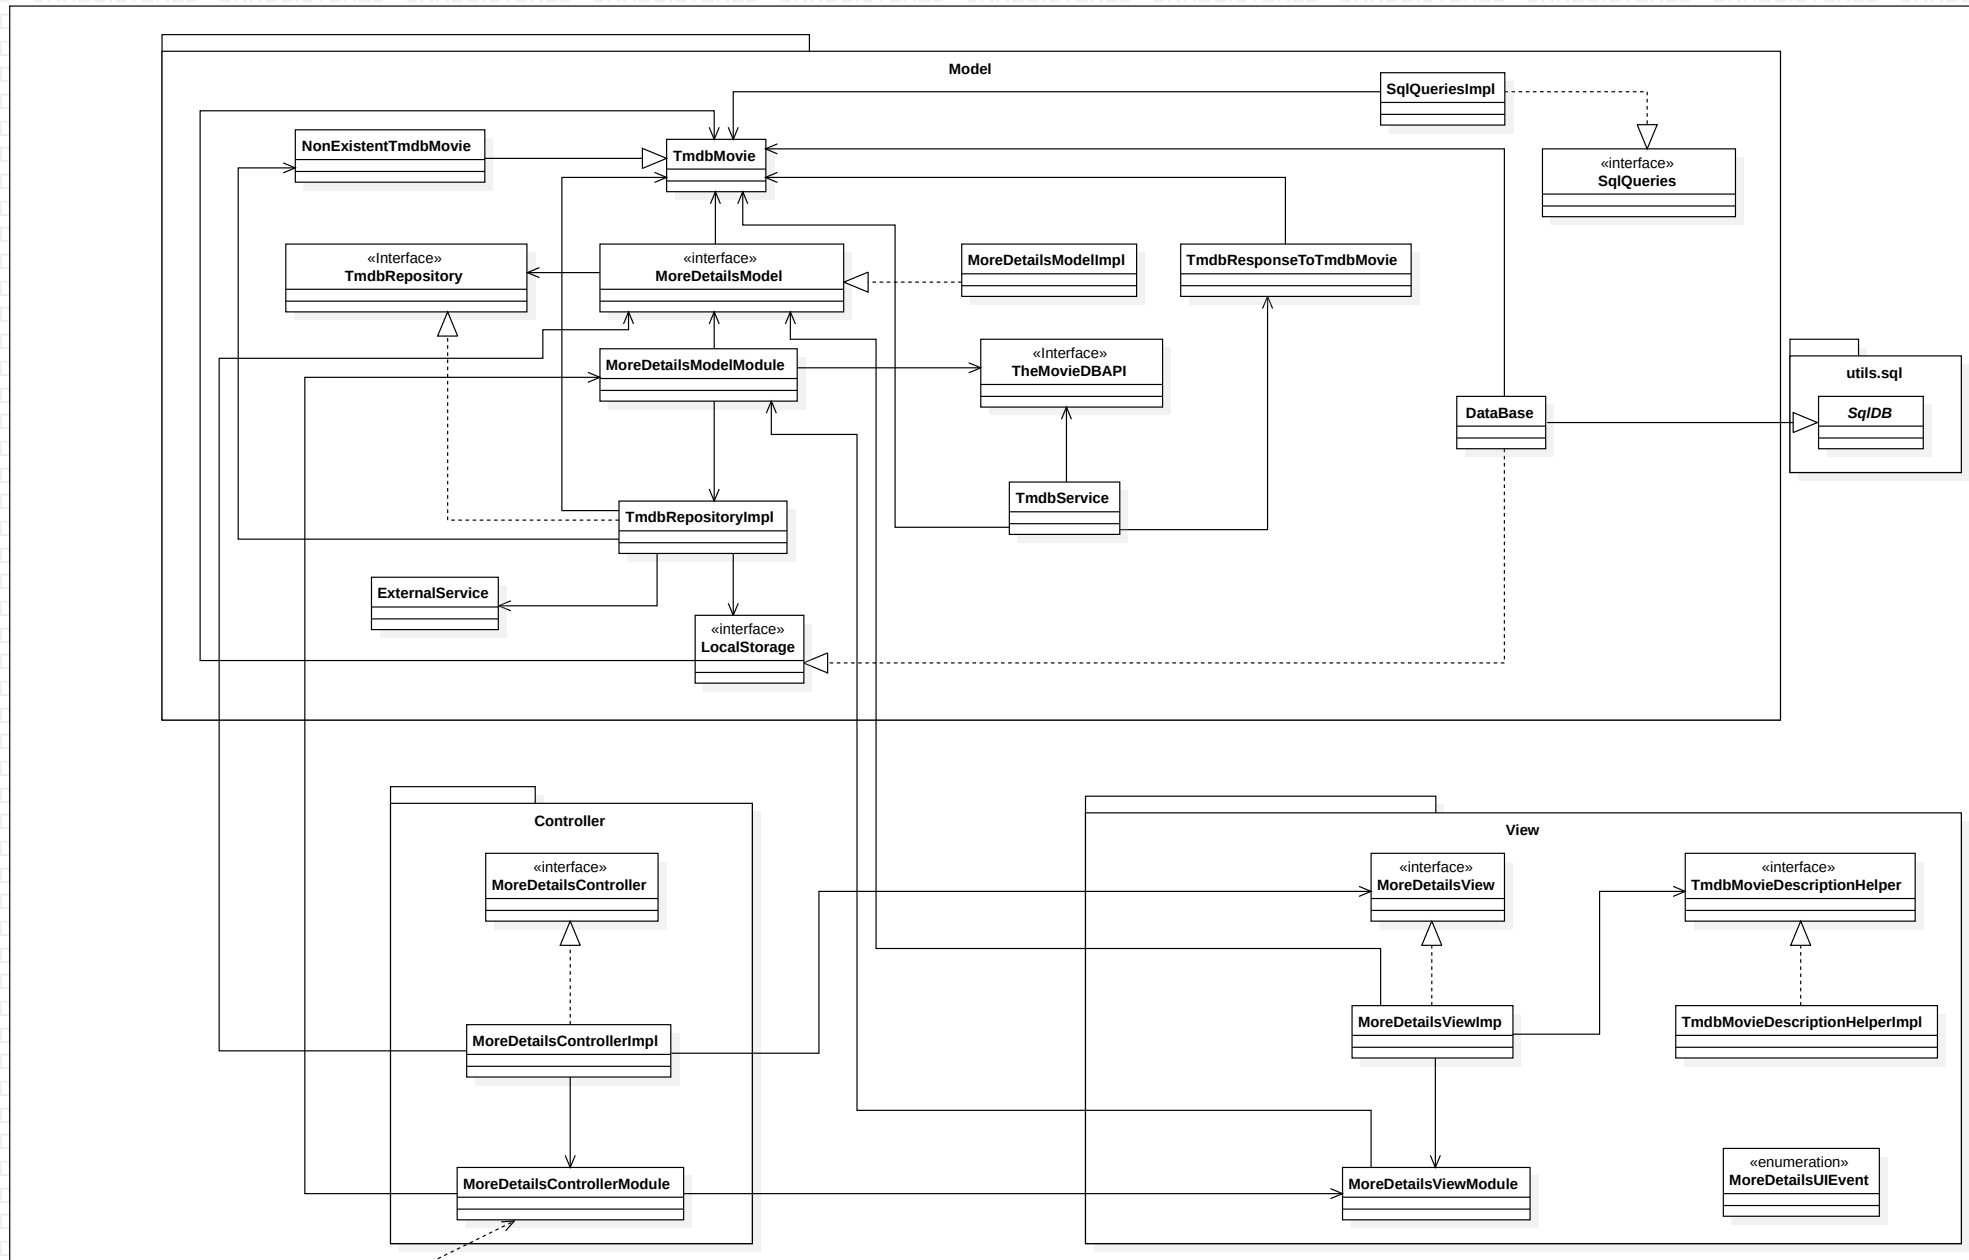 Model
SqlQueriesImpl
NonExistentTmdbMovie
TmdbMovie
«interface»
SqlQueries
«Interface»
TmdbRepository
«interface»
MoreDetailsModel
MoreDetailsModelImpl
TmdbResponseToTmdbMovie
MoreDetailsModelModule
«Interface»
TheMovieDBAPI
utils.sql
DataBase
SqlDB
TmdbService
TmdbRepositoryImpl
ExternalService
«interface»
LocalStorage
Controller
View
«interface»
MoreDetailsController
«interface»
MoreDetailsView
«interface»
TmdbMovieDescriptionHelper
MoreDetailsControllerImpl
MoreDetailsViewImp
TmdbMovieDescriptionHelperImpl
MoreDetailsControllerModule
MoreDetailsViewModule
«enumeration»
MoreDetailsUIEvent